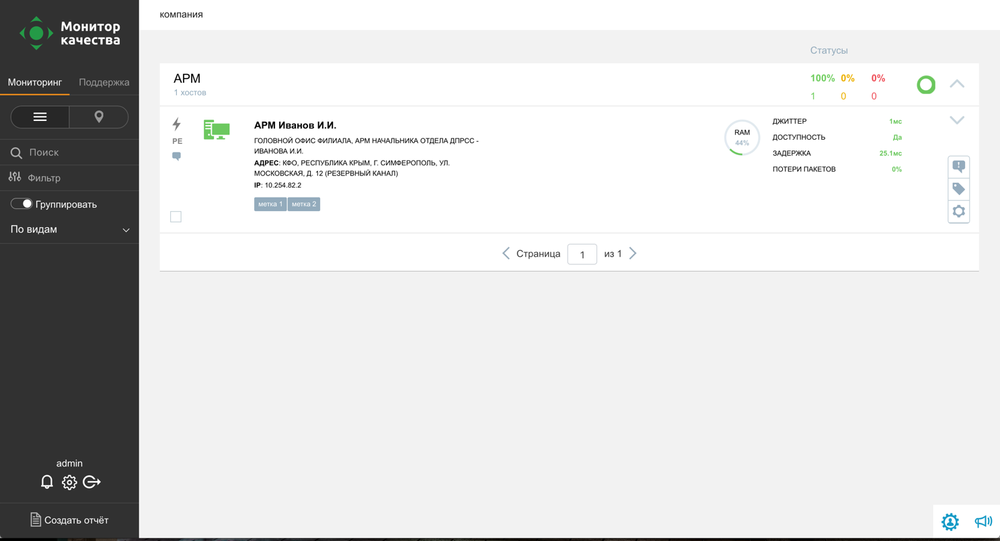 Монитор
качества
Мониторинг Поддержка
Поиск
Фильтр
Группировать
По видам
admin
Создать отчёт
компания
Статусы
АРМ
1 хостов
100% 0% 0%
1 0 0
РЕ
АРМ Иванов И.И.
ГОЛОВНОЙ ОФИС ФИЛИАЛА, АРМ НАЧАЛЬНИКА ОТДЕЛА ДПРСС -
ИВАНОВА И.И.
АДРЕС: КФО, РЕСПУБЛИКА КРЫМ, Г. СИМФЕРОПОЛЬ, УЛ.
МОСКОВСКАЯ, Д. 12 (РЕЗЕРВНЫЙ КАНАЛ)
IP: 10.254.82.2
метка 1 метка 2
RAM
44%
ДЖИТТЕР 1мс
ДОСТУПНОСТЬ Да
ЗАДЕРЖКА 25.1мс
ПОТЕРИ ПАКЕТОВ 0%
Страница 1 из 1